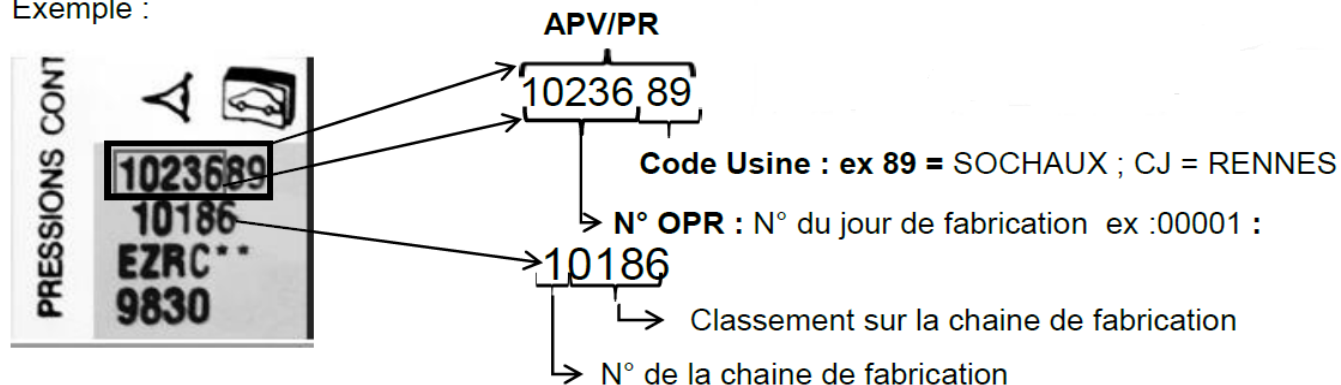 Exemple :
PRESSIONS CONT
1023689
10186
EZRC**
9830
APV/PR
10236 89
Code Usine : ex 89 = SOCHAUX ; CJ = RENNES
N° OPR : N° du jour de fabrication ex :00001 :
10186
Classement sur la chaine de fabrication
N° de la chaine de fabrication